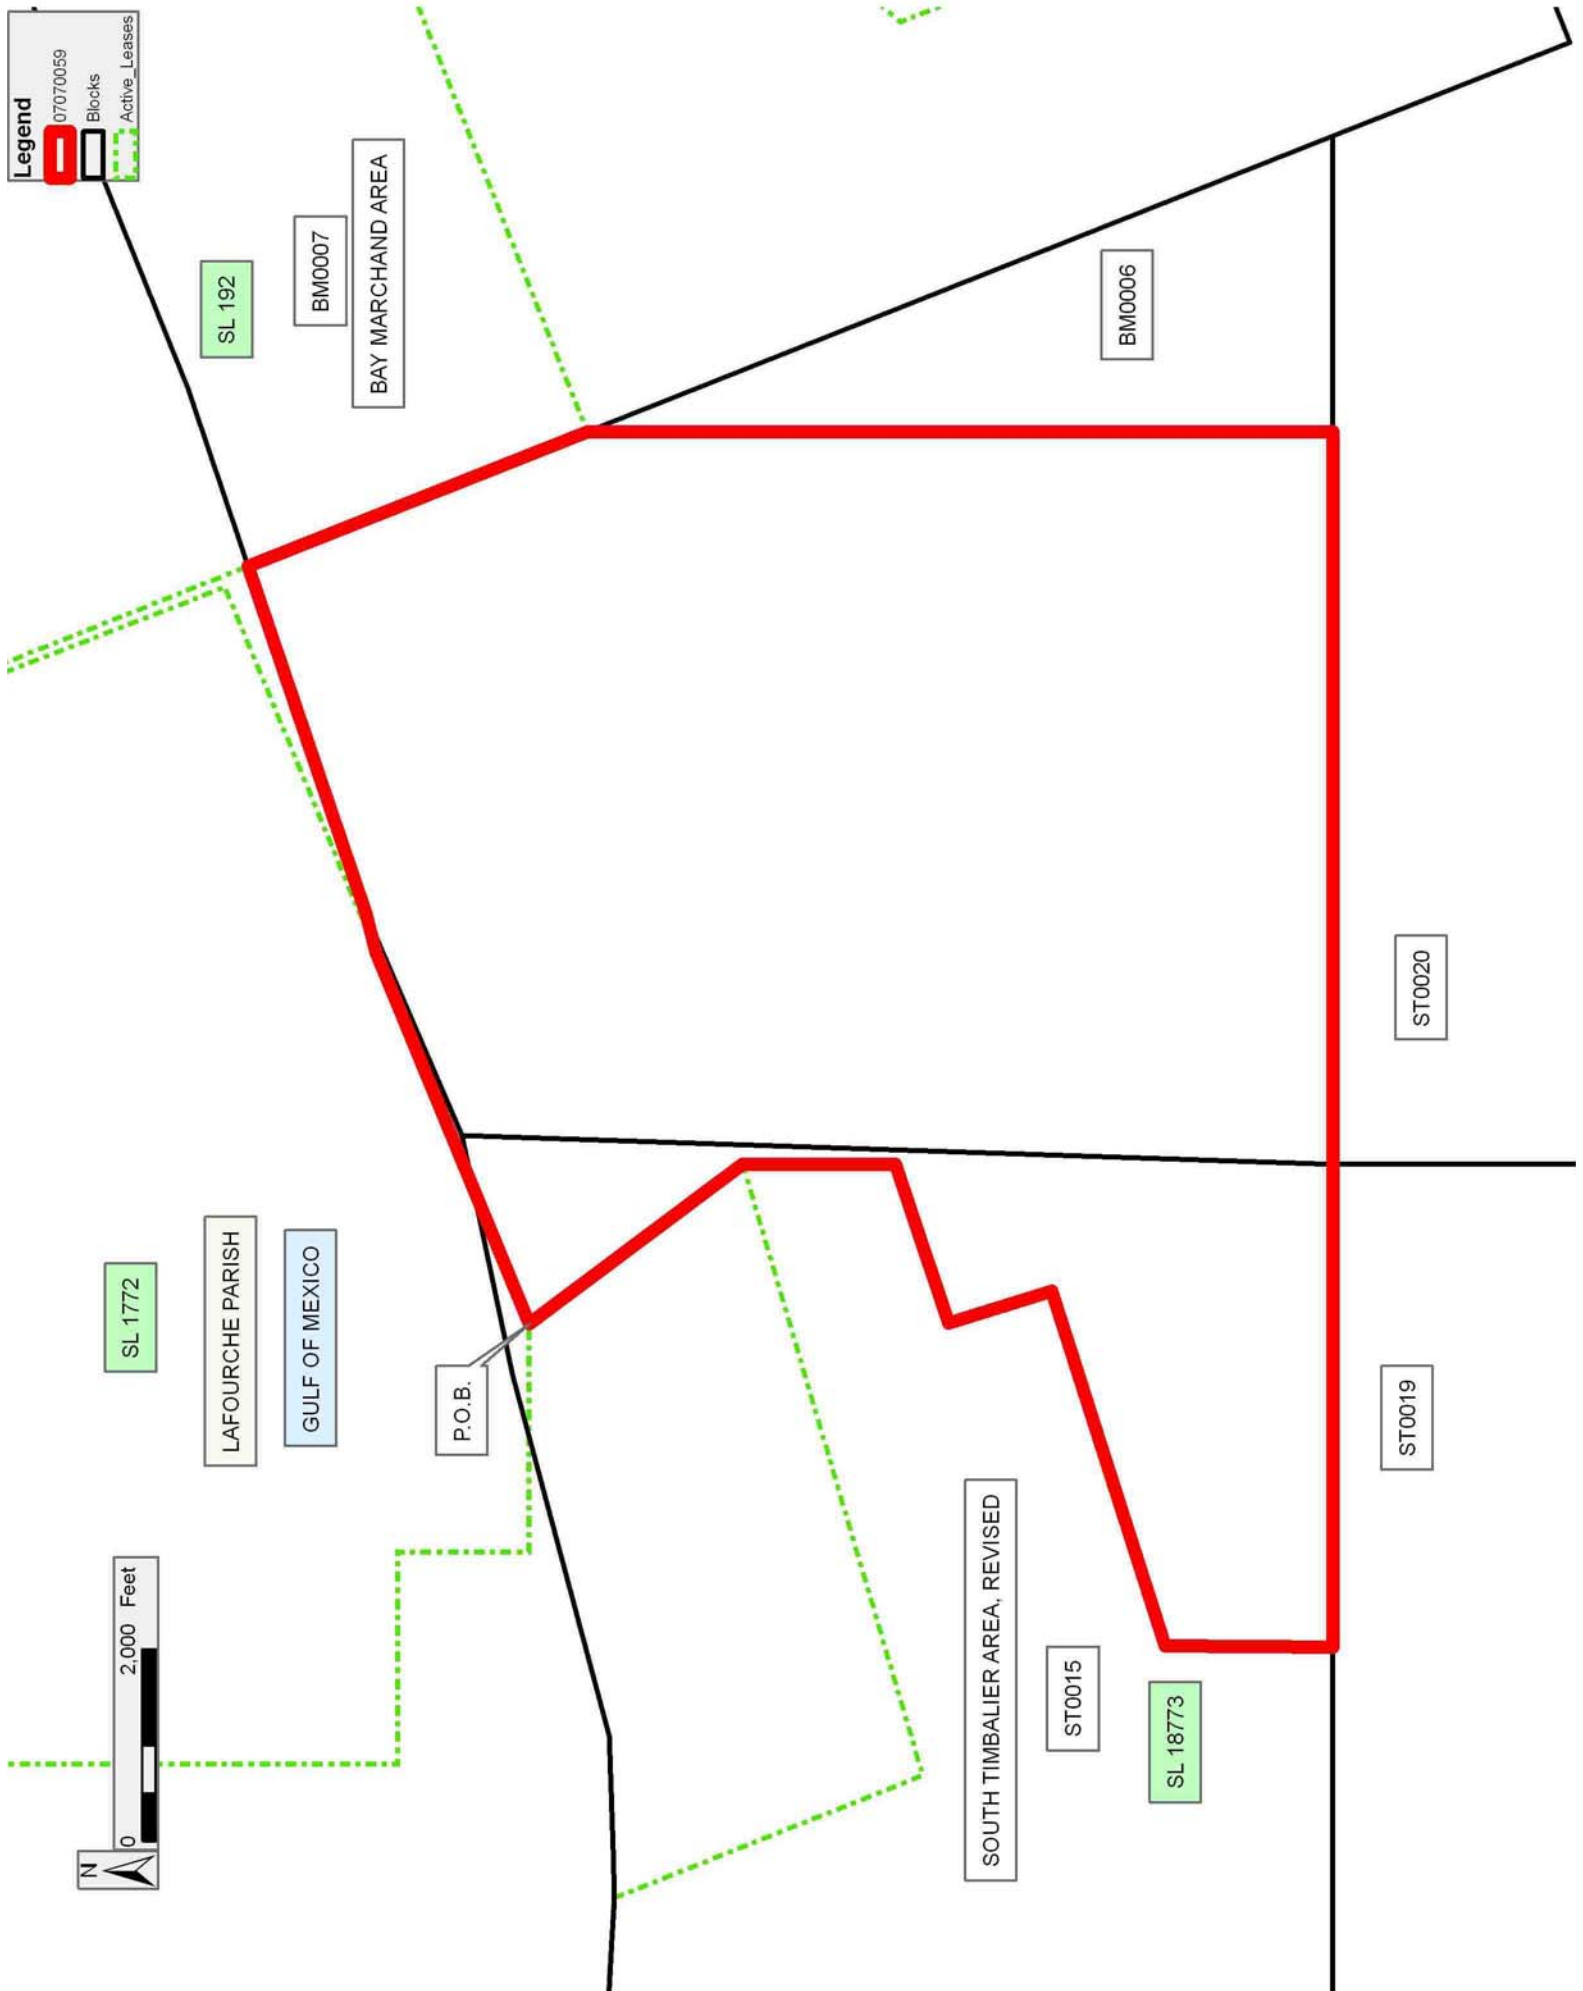 Legend
07070059
Blocks
Active_Leases
N
0
2,000 Feet
SL 1772
LAFOURCHE PARISH
GULF OF MEXICO
P.O.B.
SL 192
BM0007
BAY MARCHAND AREA
BM0006
SOUTH TIMBALIER AREA, REVISED
ST0015
SL 18773
ST0019
ST0020